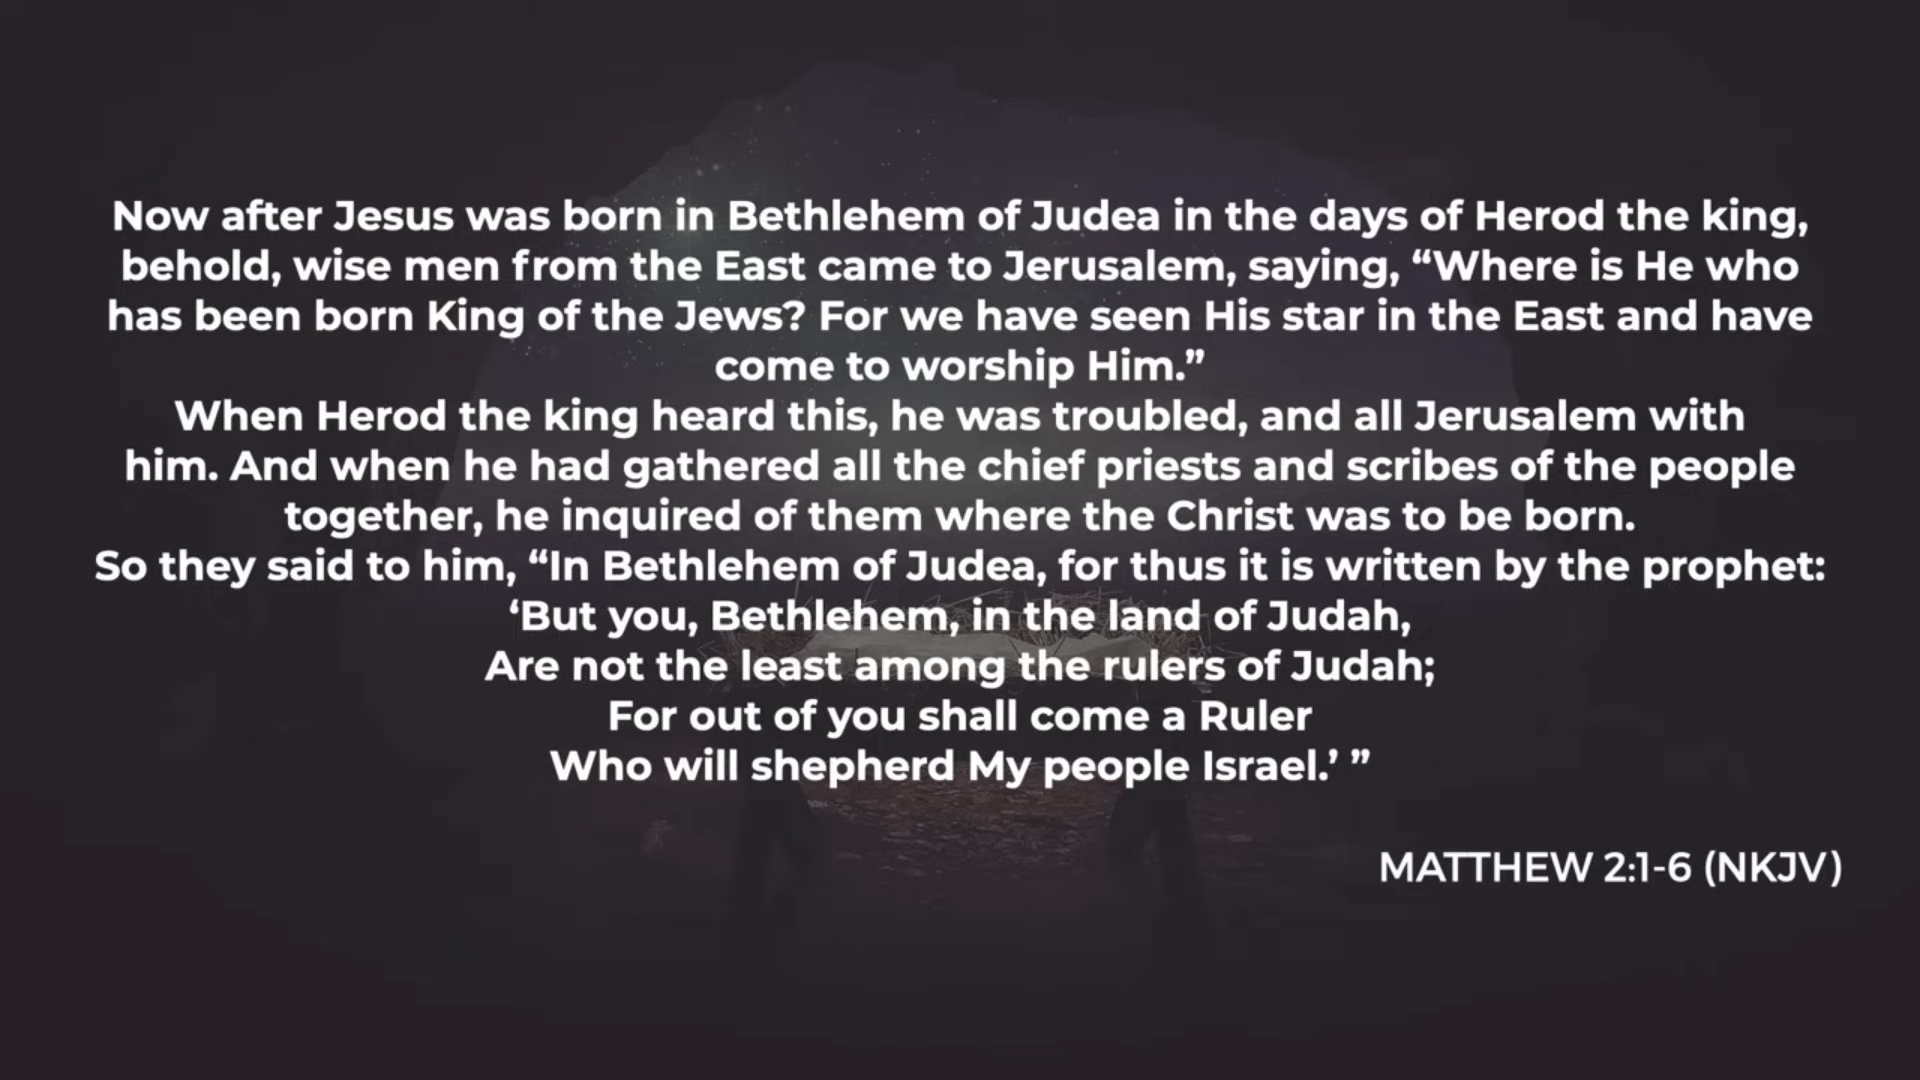 Now after Jesus was born in Bethlehem of Judea in the days of Herod the king,
behold, wise men from the East came to Jerusalem, saying, “Where is He who
has been born King of the Jews? For we have seen His star in the East and have
come to worship Him.”
When Herod the king heard this, he was troubled, and all Jerusalem with
him. And when he had gathered all the chief priests and scribes of the people
together, he inquired of them where the Christ was to be born.
So they said to him, “In Bethlehem of Judea, for thus it is written by the prophet:
‘But you, Bethlehem, in the land of Judah,
Are not the least among the rulers of Judah;
For out of you shall come a Ruler
Who will shepherd My people Israel.’ ”
MATTHEW 2:1-6 (NKJV)